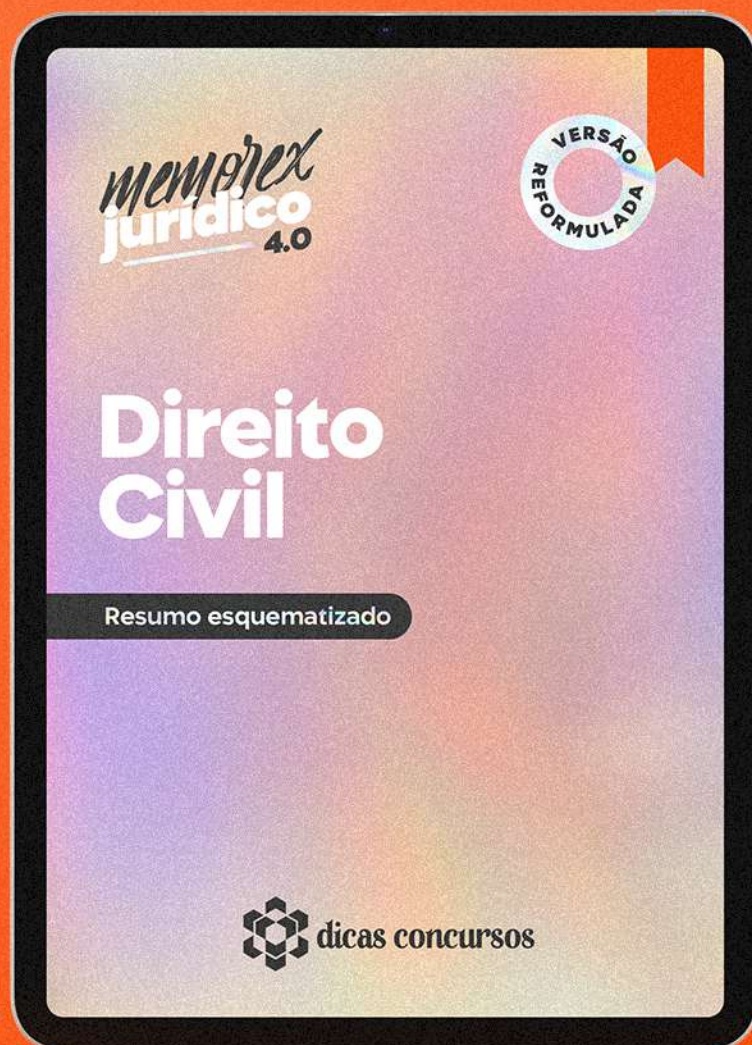 memorex
jurídico
4.0
VERSÃO
REFORMULADA
Direito
Civil
Resumo esquematizado
dicas concursos